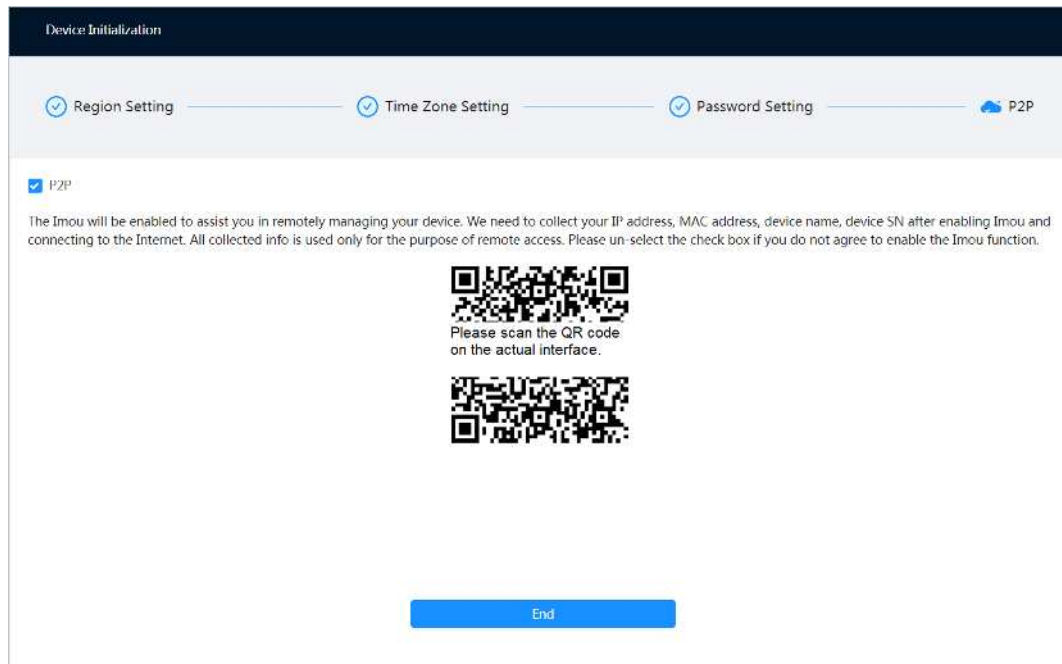 Device Initialization
Region Setting
Time Zone Setting
Password Setting
P2P
P2P
The Imou will be enabled to assist you in remotely managing your device. We need to collect your IP address, MAC address, device name, device SN after enabling Imou and
connecting to the Internet. All collected info is used only for the purpose of remote access. Please un-select the check box if you do not agree to enable the Imou function.
Please scan the QR code
on the actual interface.
End